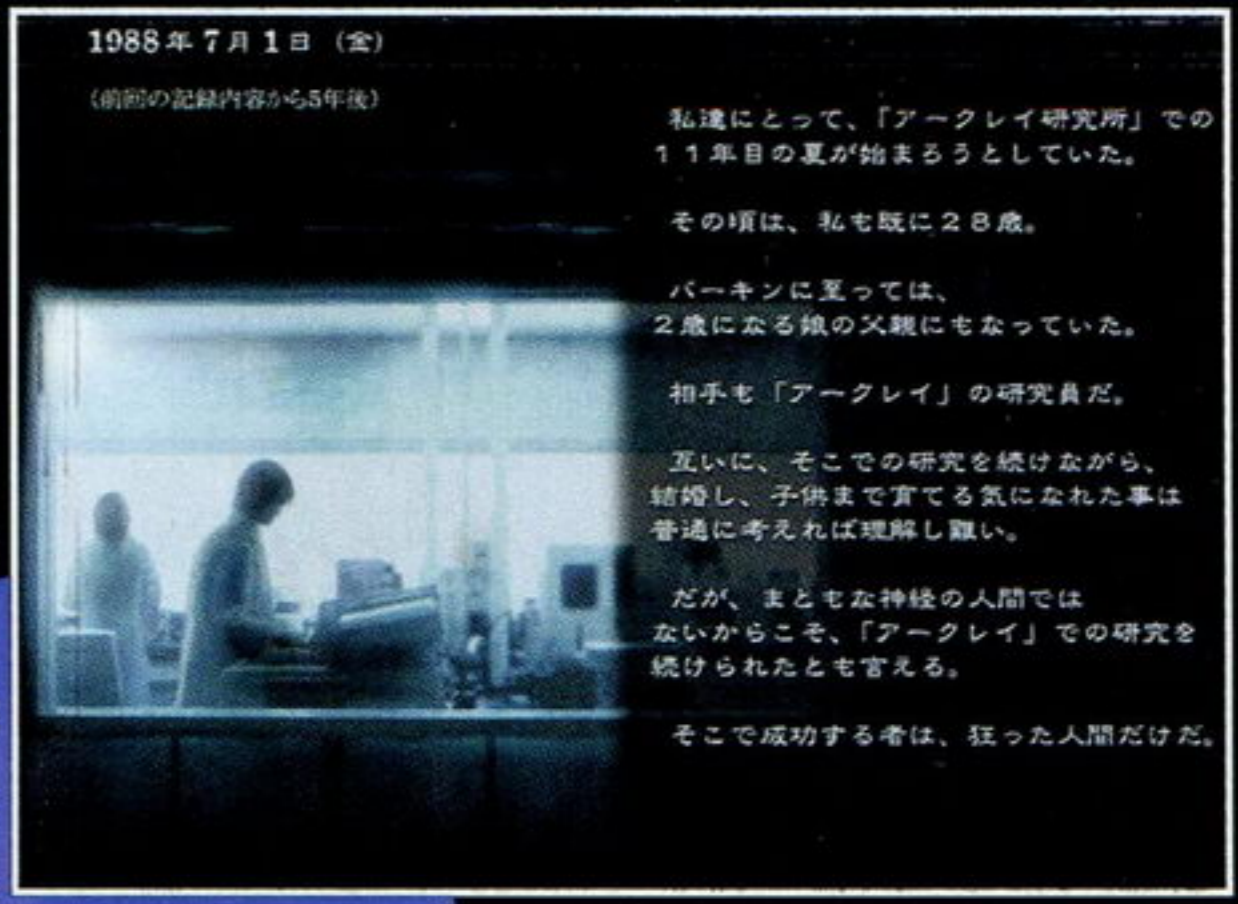 1988年7月1日（金）
（前回の記録内容から5年後）
私達にとって、「アークレイ研究所」での
１１年目の夏が始まろうとしていた。
その頃は、私も既に２８歳。
バーキンに至っては、
２歳になる娘の父親にもなっていた。
相手も「アークレイ」の研究員だ。
互いに、そこでの研究を続けながら、
結婚し、子供まで育てる気になれた事は
普通に考えれば理解し難い。
だが、まともな神経の人間では
ないからこそ、「アークレイ」での研究を
続けられたとも言える。
そこで成功する者は、狂った人間だけだ。